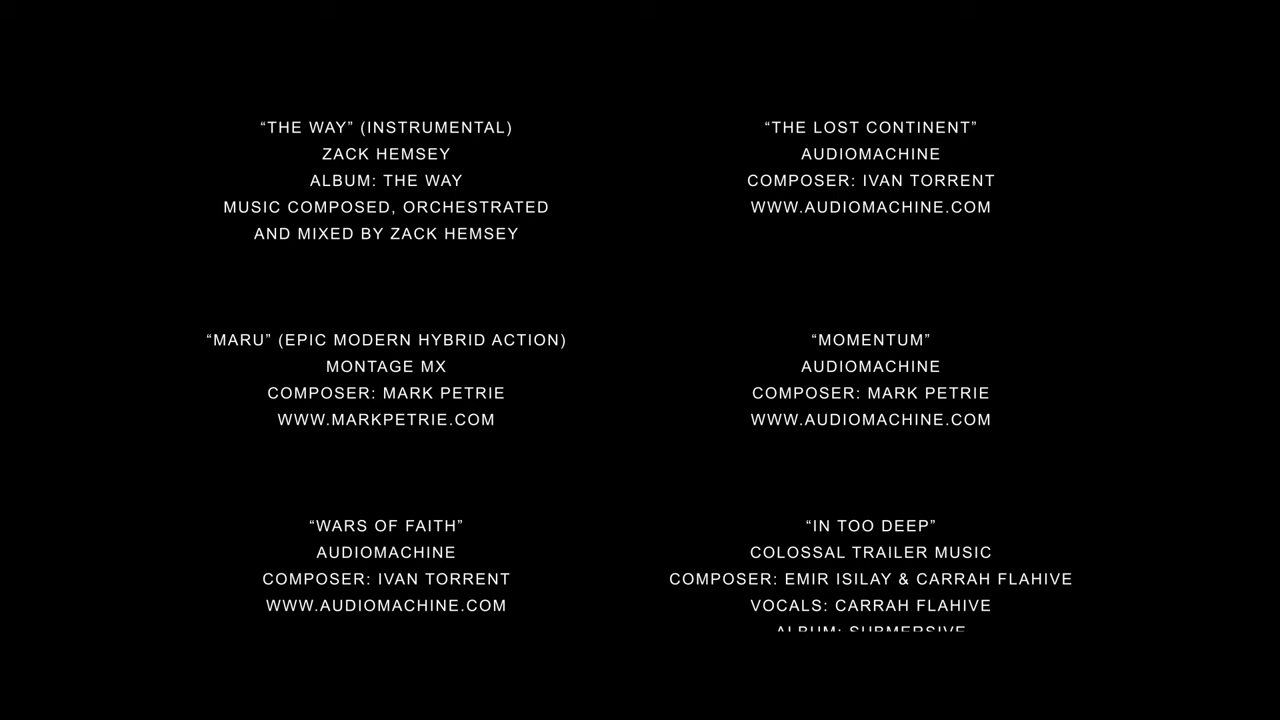 “THE WAY” (INSTRUMENTAL)
ZACK HEMSEY
ALBUM: THE WAY
MUSIC COMPOSED, ORCHESTRATED
AND MIXED BY ZACK HEMSEY
“THE LOST CONTINENT”
AUDIOMACHINE
COMPOSER: IVAN TORRENT
WWW.AUDIOMACHINE.COM
“MARU” (EPIC MODERN HYBRID ACTION)
MONTAGE MX
COMPOSER: MARK PETRIE
WWW.MARKPETRIE.COM
“MOMENTUM”
AUDIOMACHINE
COMPOSER: MARK PETRIE
WWW.AUDIOMACHINE.COM
“WARS OF FAITH”
AUDIOMACHINE
COMPOSER: IVAN TORRENT
WWW.AUDIOMACHINE.COM
“IN TOO DEEP”
COLOSSAL TRAILER MUSIC
COMPOSER: EMIR ISILAY & CARRAH FLAHIVE
VOCALS: CARRAH FLAHIVE
ALBUM: SUBMERSIVE